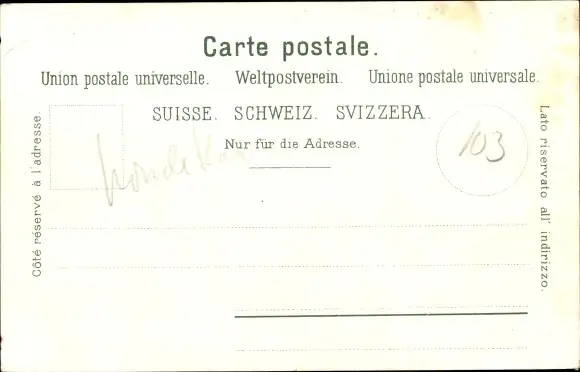 Carte postale.
Union postale universelle. Weltpostverein. Unione postale universale.
SUISSE. SCHWEIZ. SVIZZERA.
Nur für die Adresse.
Côté réservé à l'adresse.
103
Lato riservato all' indirizzo.